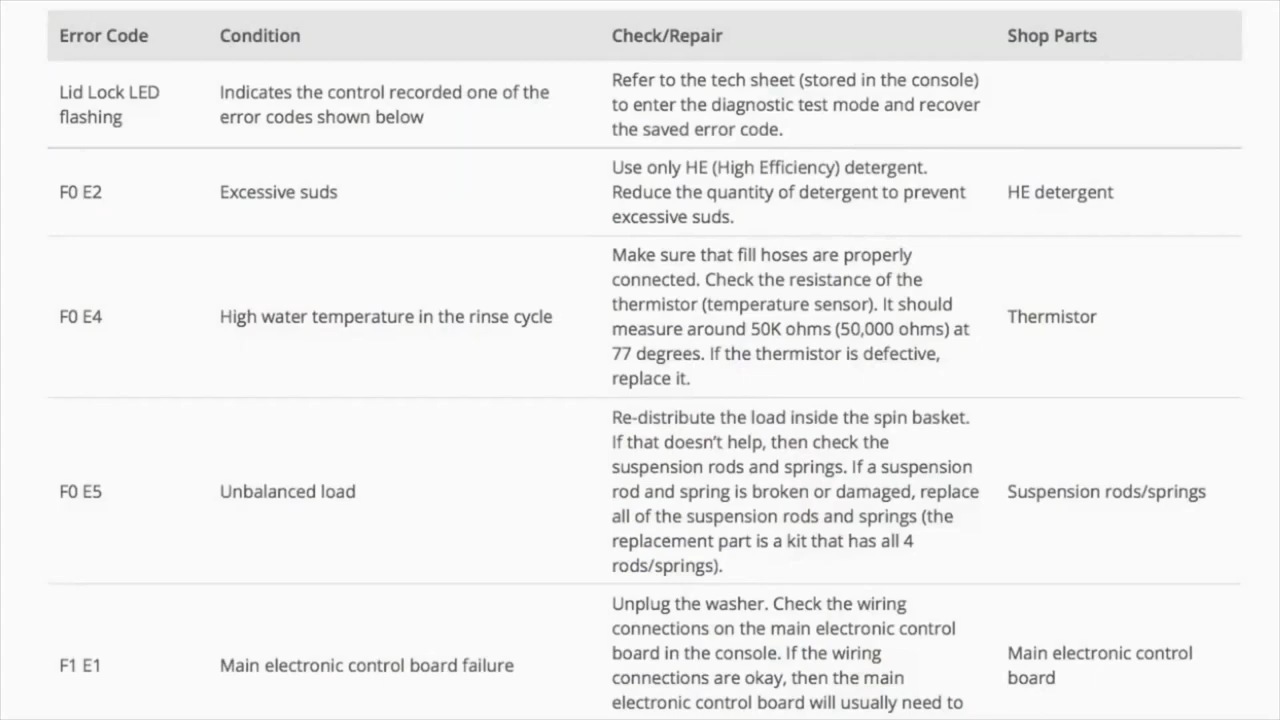 Error Code
Condition
Check/Repair
Shop Parts
Lid Lock LED
flashing
Indicates the control recorded one of the
error codes shown below
Refer to the tech sheet (stored in the console)
to enter the diagnostic test mode and recover
the saved error code.
F0 E2
Excessive suds
Use only HE (High Efficiency) detergent.
Reduce the quantity of detergent to prevent
excessive suds.
HE detergent
F0 E4
High water temperature in the rinse cycle
Make sure that fill hoses are properly
connected. Check the resistance of the
thermistor (temperature sensor). It should
measure around 50K ohms (50,000 ohms) at
77 degrees. If the thermistor is defective,
replace it.
Thermistor
F0 E5
Unbalanced load
Re-distribute the load inside the spin basket.
If that doesn't help, then check the
suspension rods and springs. If a suspension
rod and spring is broken or damaged, replace
all of the suspension rods and springs (the
replacement part is a kit that has all 4
rods/springs).
Suspension rods/springs
F1 E1
Main electronic control board failure
Unplug the washer. Check the wiring
connections on the main electronic control
board in the console. If the wiring
connections are okay, then the main
electronic control board will usually need to
Main electronic control
board